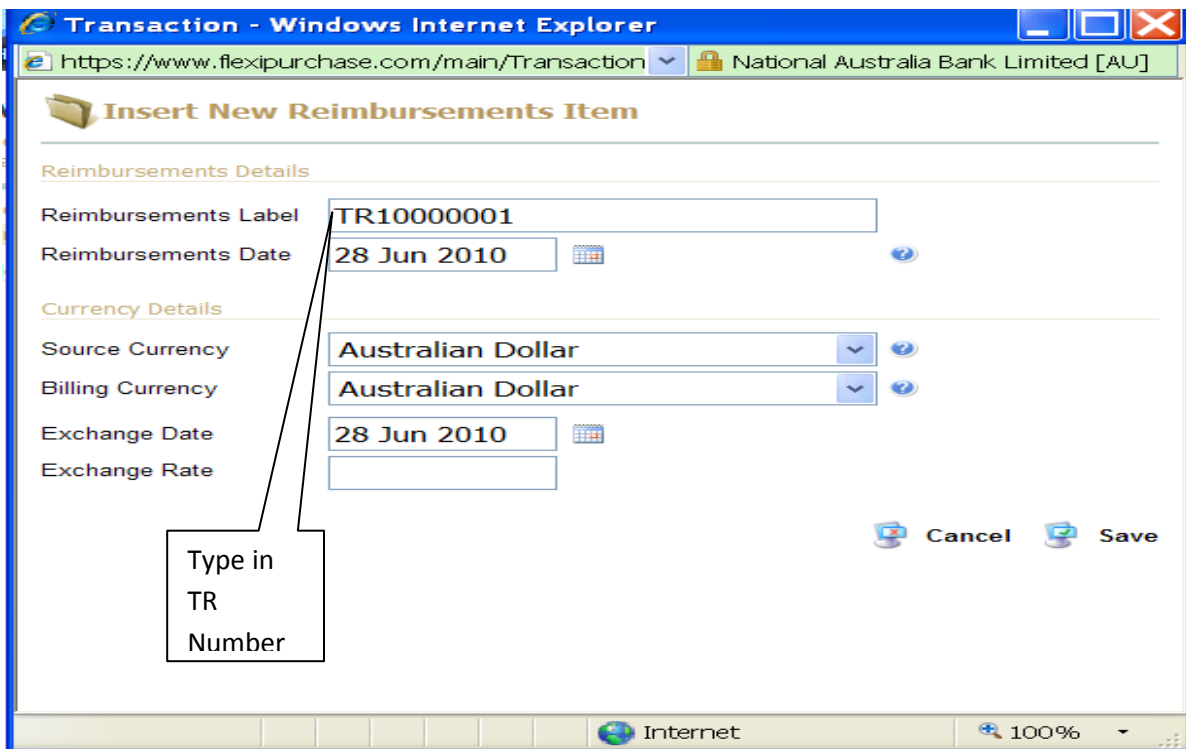 Transaction - Windows Internet Explorer
https://www.flexipurchase.com/main/Transaction National Australia Bank Limited [AU]
Insert New Reimbursements Item
Reimbursements Details
Reimbursements Label TR10000001
Reimbursements Date 28 Jun 2010
Currency Details
Source Currency Australian Dollar
Billing Currency Australian Dollar
Exchange Date 28 Jun 2010
Exchange Rate
Cancel Save
Type in
TR
Number
Internet 100%